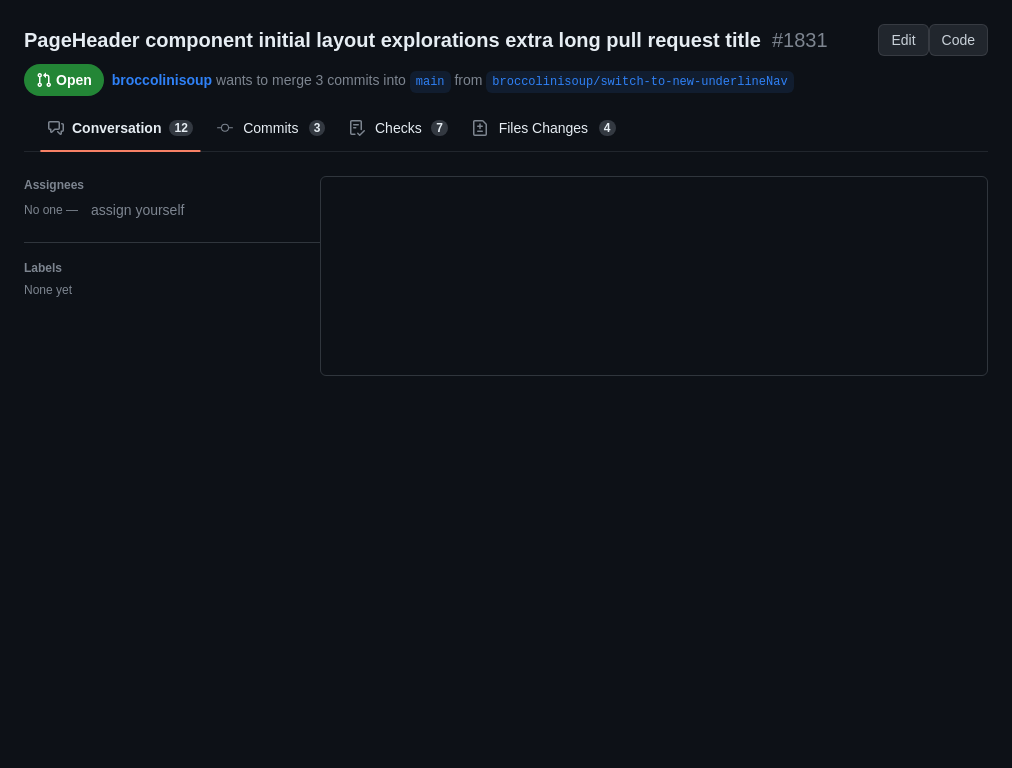 PageHeader component initial layout explorations extra long pull request title #1831
Edit Code
Open broccolinisoup wants to merge 3 commits into main from broccolinisoup/switch-to-new-underlineNav
Conversation 12 Commits 3 Checks 7 Files Changes 4
Assignees
No one — assign yourself
Labels
None yet